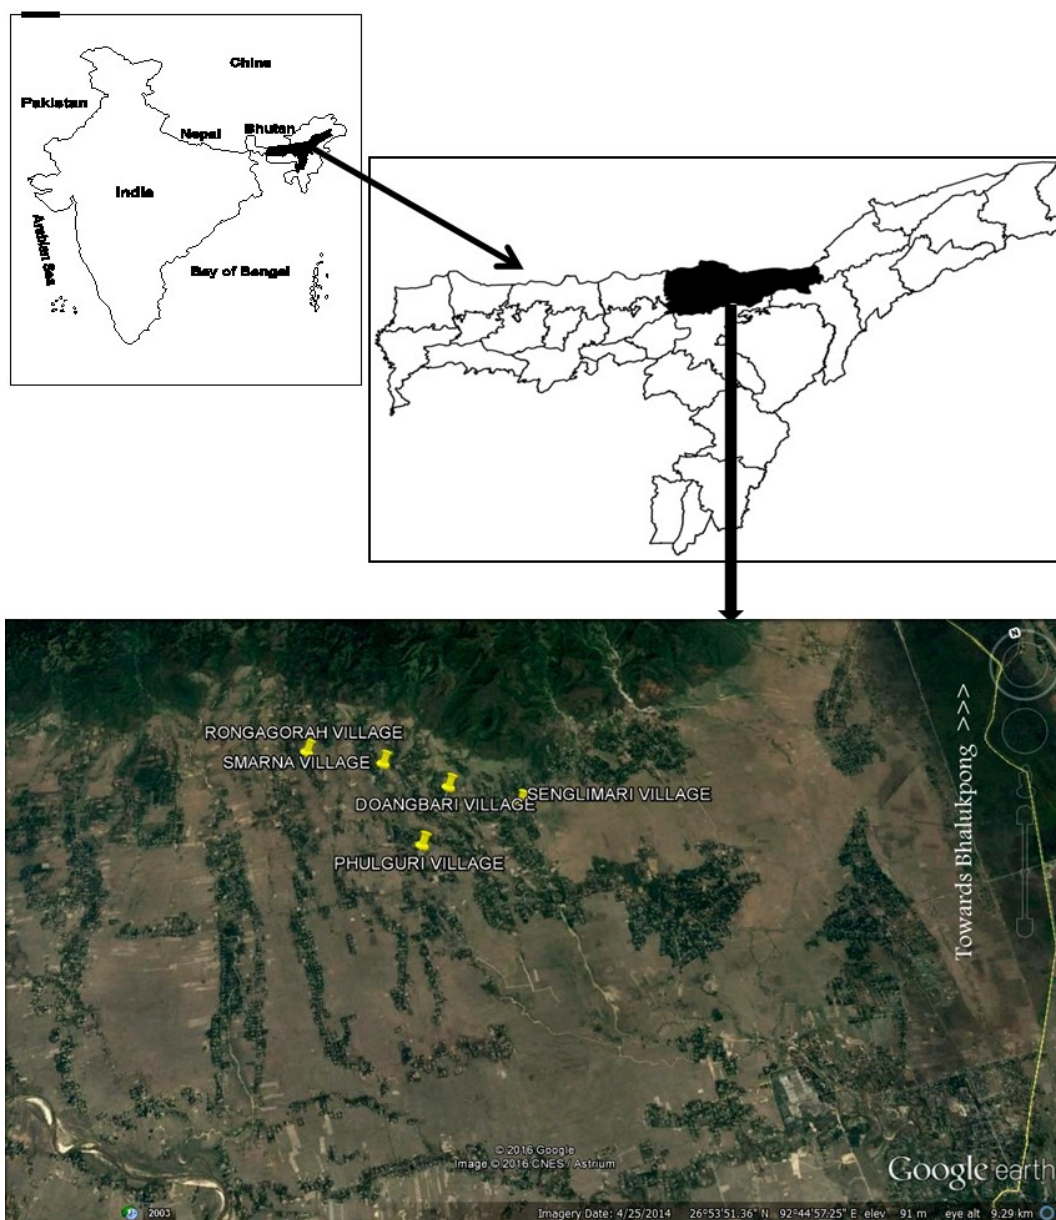 China
Pakistan
Nepal
Bhutan
India
Arabian Sea
Bay of Bengal
N
Towards Bhalukpong >>>
RONGAGORAH VILLAGE
SMARNA VILLAGE
DOANGBARI VILLAGE
SENGLIMARI VILLAGE
PHULGURI VILLAGE
© 2016 Google
Image © 2016 CNES / Astrium
Google earth
2003
Imagery Date: 4/25/2014 26°53'51.36" N 92°44'57.25" E elev 91 m eye alt 9.29 km